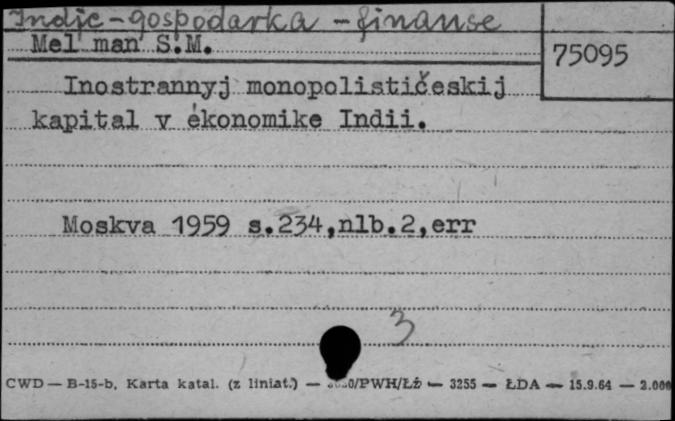 Indie - gospodarka - finanse
Mel'man S.M.
75095
Inostrannyj monopolističeskij
kapital v ékonomike Indii.
Moskva 1959 s.234,nlb.2,err
3
CWD — B-15-b. Karta katal. (z liniat.) — /PWH/Łż — 3255 — ŁDA — 15.9.64 — 2.000